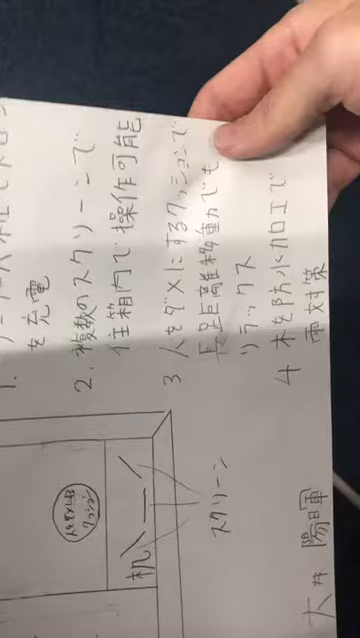 1.
を充電
2. 複数のスクリーンで
住箱内で操作可能
3 人をダメにするクッションで
長距離移動でも
リラックス
4 木を防水加工で
雨対策
人をダメにする
クッション
机
スクリーン
大井 陽暉